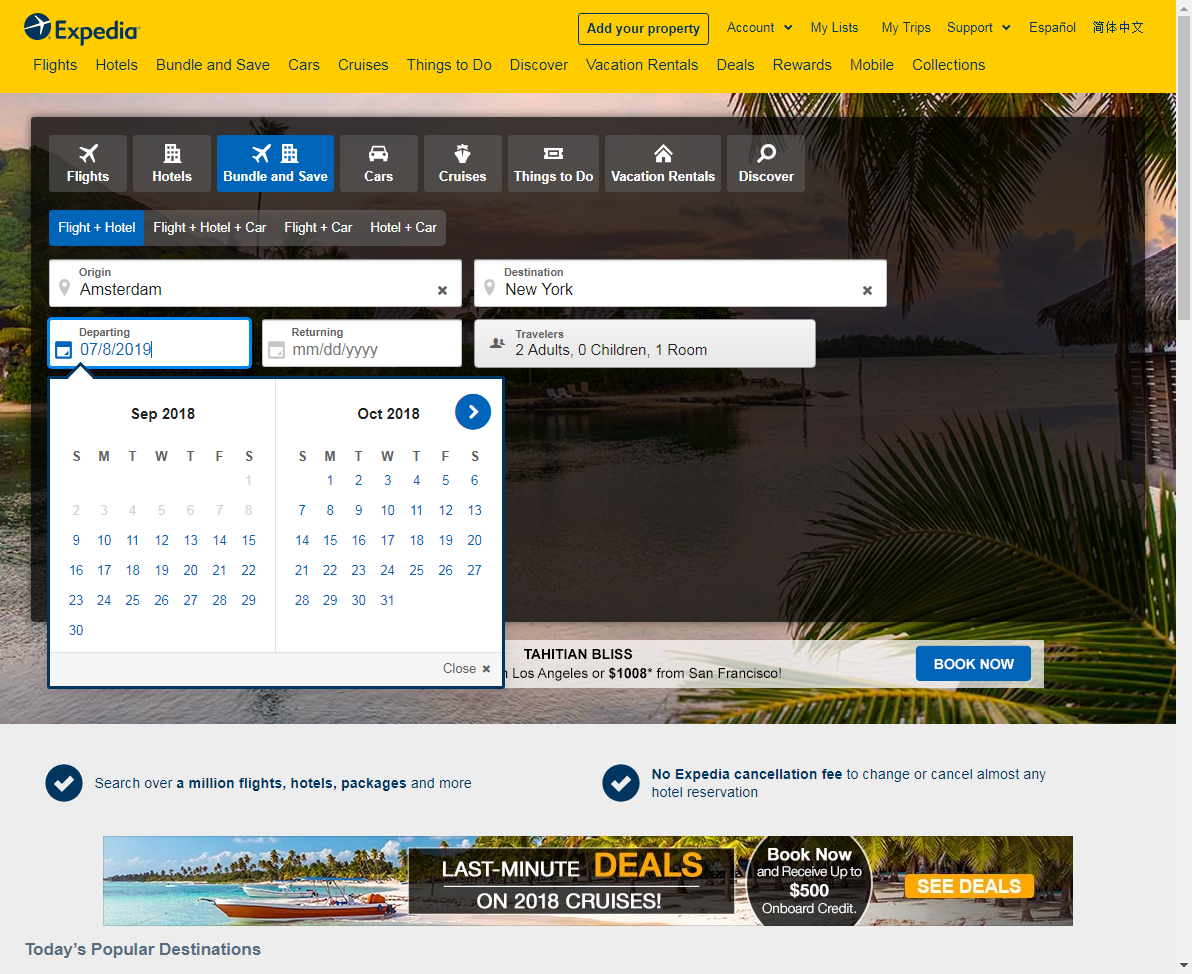 Expedia
Add your property
Account
My Lists
My Trips
Support
Español
简体中文
Flights
Hotels
Bundle and Save
Cars
Cruises
Things to Do
Discover
Vacation Rentals
Deals
Rewards
Mobile
Collections
Flights
Hotels
Bundle and Save
Cars
Cruises
Things to Do
Vacation Rentals
Discover
Flight + Hotel
Flight + Hotel + Car
Flight + Car
Hotel + Car
Origin
Amsterdam
Destination
New York
Departing
07/8/2019
Returning
mm/dd/yyyy
Travelers
2 Adults, 0 Children, 1 Room
Sep 2018
S M T W T F S
1
2 3 4 5 6 7 8
9 10 11 12 13 14 15
16 17 18 19 20 21 22
23 24 25 26 27 28 29
30
Oct 2018
S M T W T F S
1 2 3 4 5 6
7 8 9 10 11 12 13
14 15 16 17 18 19 20
21 22 23 24 25 26 27
28 29 30 31
Close
TAHITIAN BLISS
Los Angeles or $1008* from San Francisco!
BOOK NOW
Search over a million flights, hotels, packages and more
No Expedia cancellation fee to change or cancel almost any
hotel reservation
LAST-MINUTE DEALS
ON 2018 CRUISES!
Book Now
and Receive Up to
$500
Onboard Credit.
SEE DEALS
Today's Popular Destinations